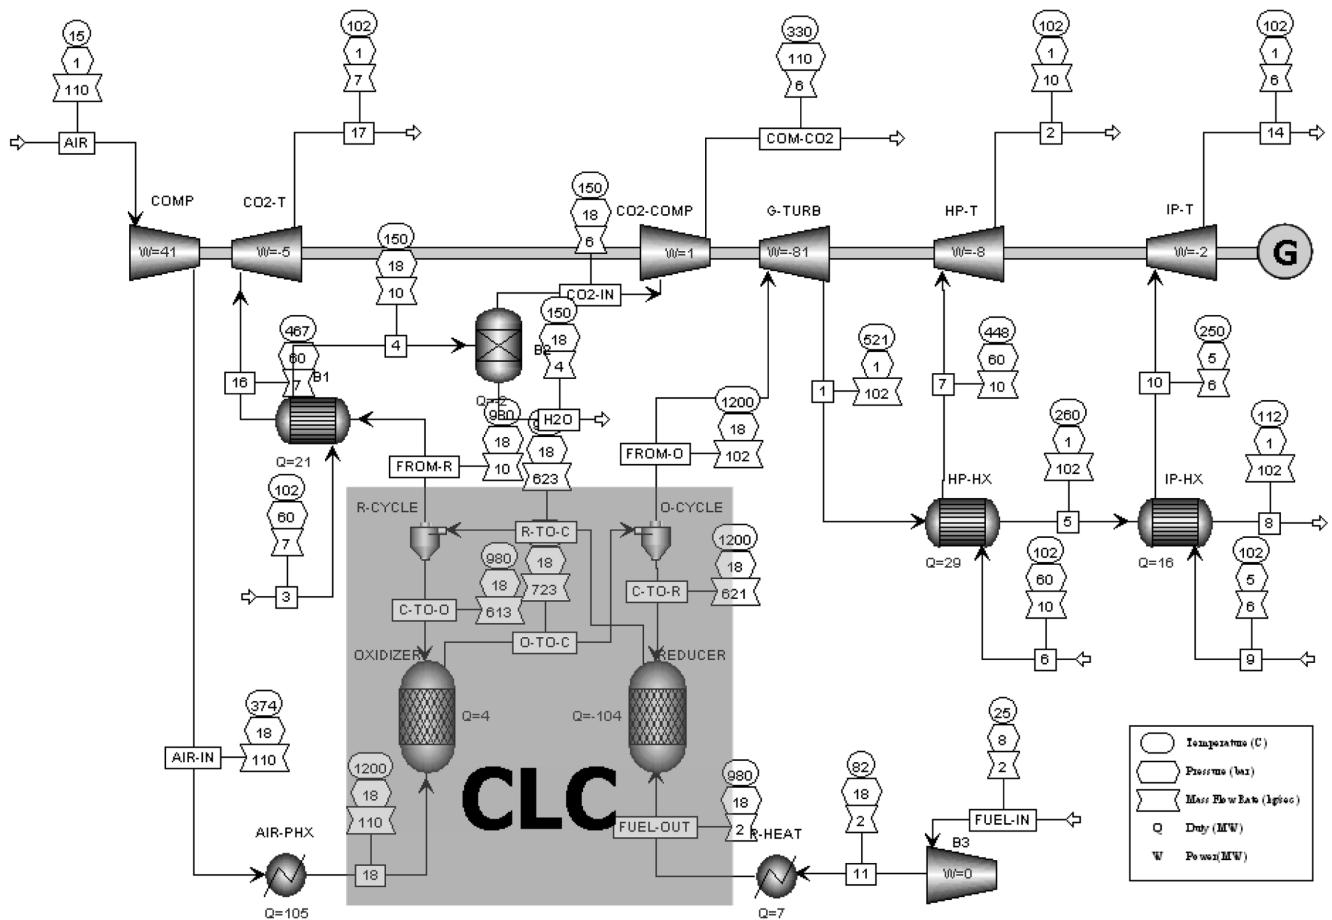 15
1
110
AIR
102
1
7
17
330
110
6
COM-CO2
102
1
10
2
102
1
6
14
COMP
CO2-T
CO2-COMP
G-TURB
HP-T
IP-T
W=41
W=-5
W=1
W=-81
W=-8
W=-2
G
150
18
10
4
150
18
6
CO2-IN
B2
150
18
4
H2O
467
60
7
16
B1
Q=21
102
60
7
3
FROM-R
980
18
10
18
623
R-TO-C
FROM-O
1200
18
102
521
1
102
1
448
60
10
7
250
5
6
10
HP-HX
Q=29
260
1
102
5
IP-HX
Q=16
112
1
102
8
102
60
10
6
102
5
6
9
R-CYCLE
O-CYCLE
980
18
613
C-TO-O
18
723
O-TO-C
1200
18
621
C-TO-R
OXIDIZER
Q=4
REDUCER
Q=-104
CLC
374
18
110
AIR-IN
AIR-PHX
Q=105
1200
18
110
18
FUEL-OUT
980
18
2
-HEAT
Q=7
82
18
2
11
25
8
2
FUEL-IN
B3
W=0
Temperature (C)
Pressure (bar)
Mass Flow Rate (kg/sec)
Q Duty (MW)
W Power(MW)